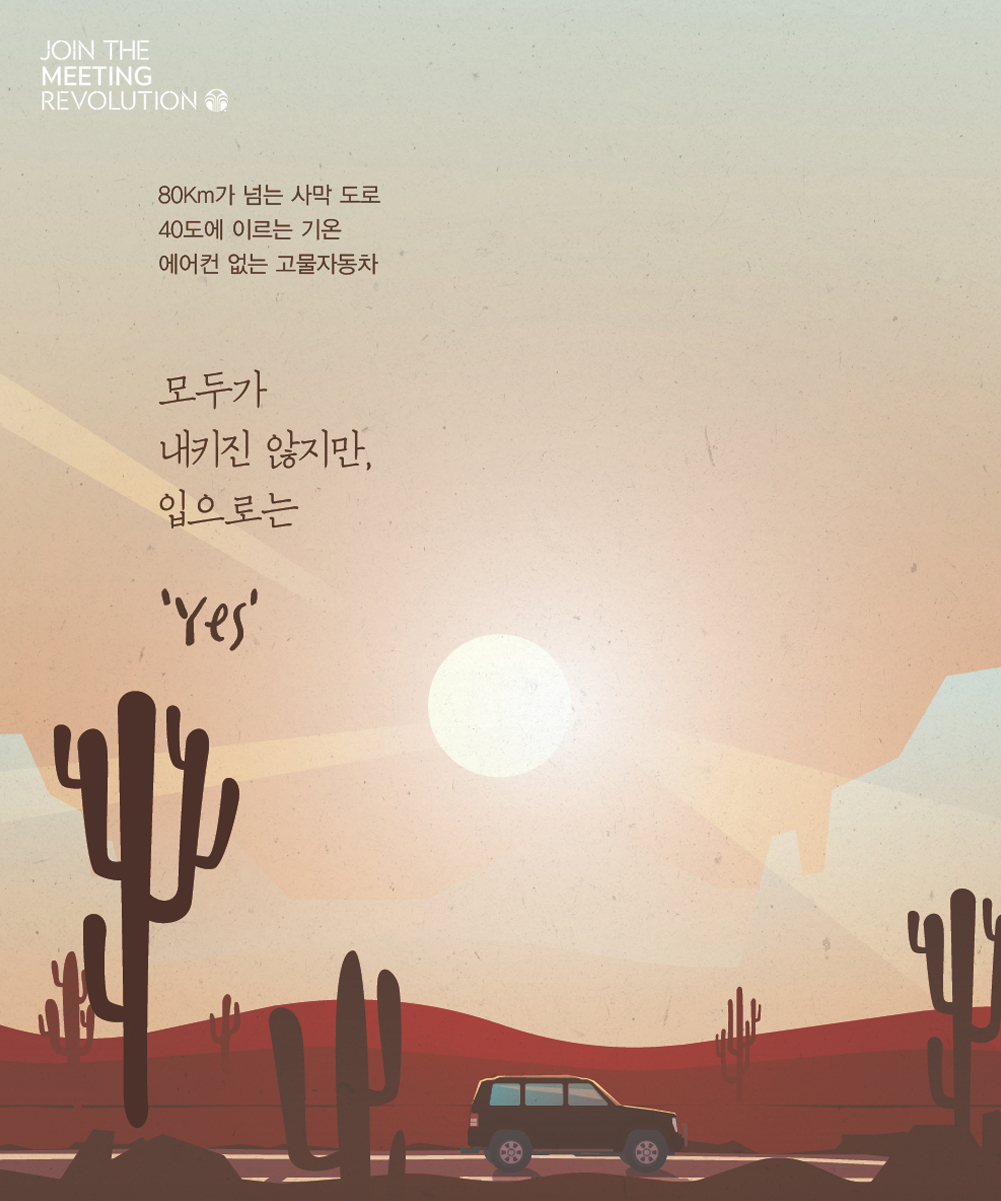 JOIN THE
MEETING
REVOLUTION
80Km가 넘는 사막 도로
40도에 이르는 기온
에어컨 없는 고물자동차
모두가
내키진 않지만,
입으로는
'Yes'